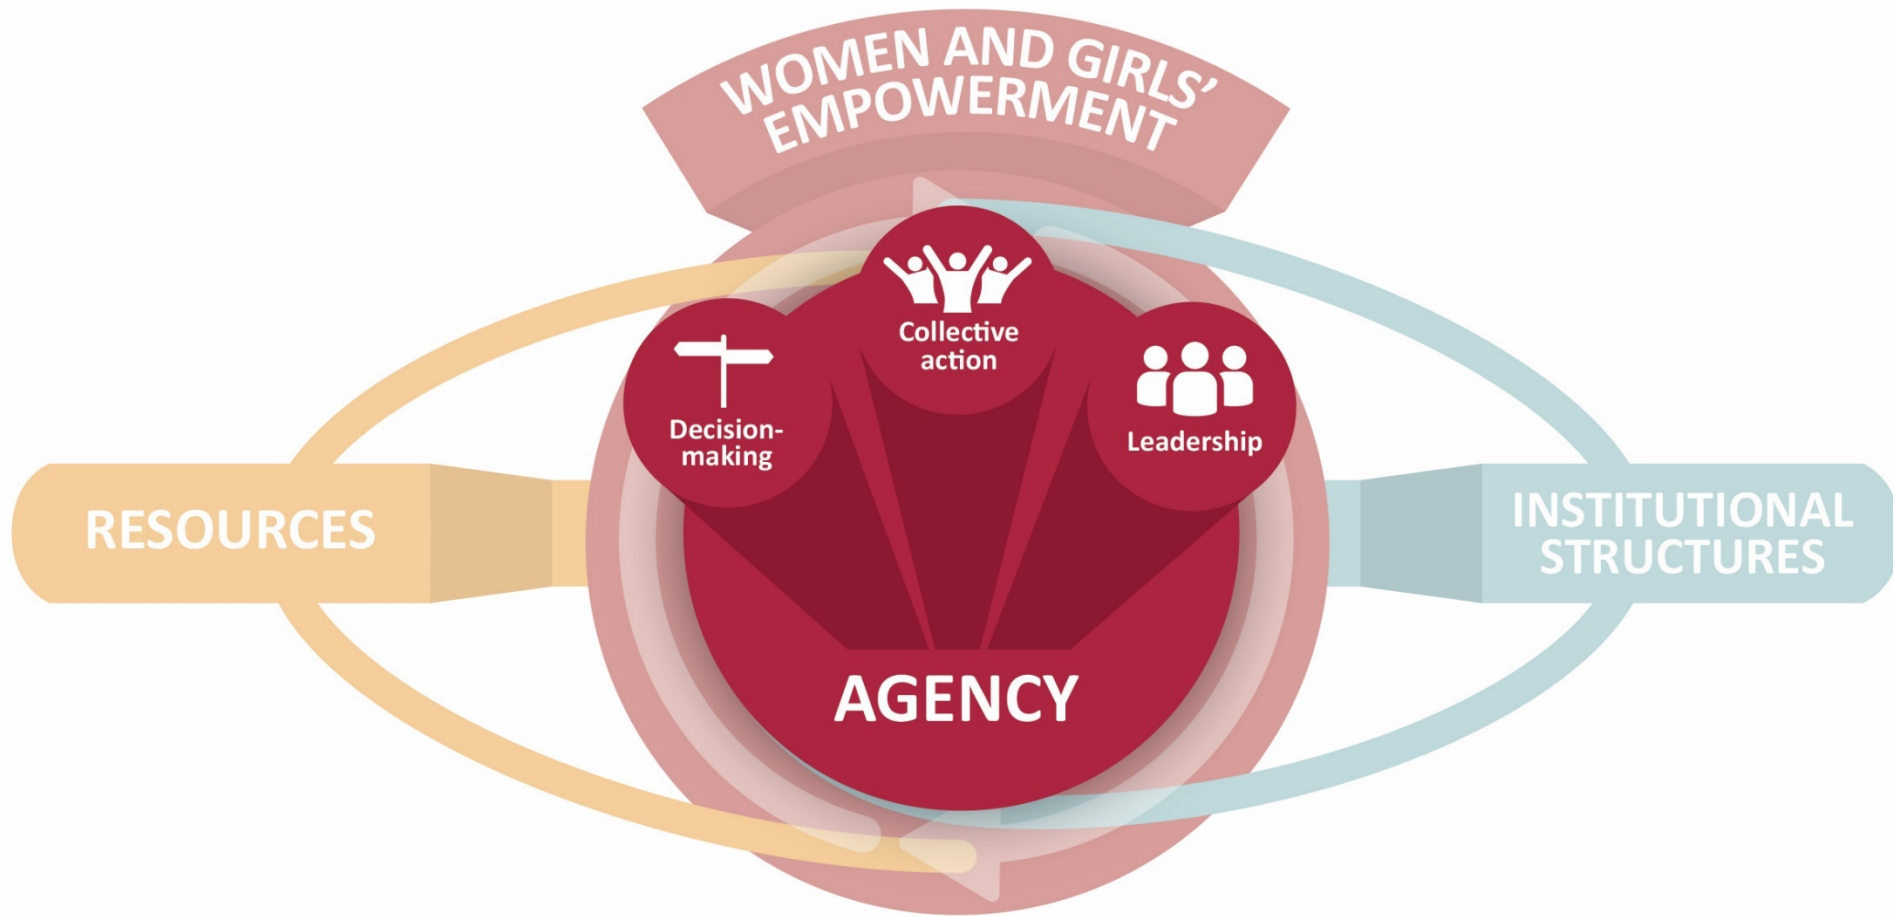 WOMEN AND GIRLS’
EMPOWERMENT
Collective
action
Decision-
making
Leadership
RESOURCES
INSTITUTIONAL
STRUCTURES
AGENCY